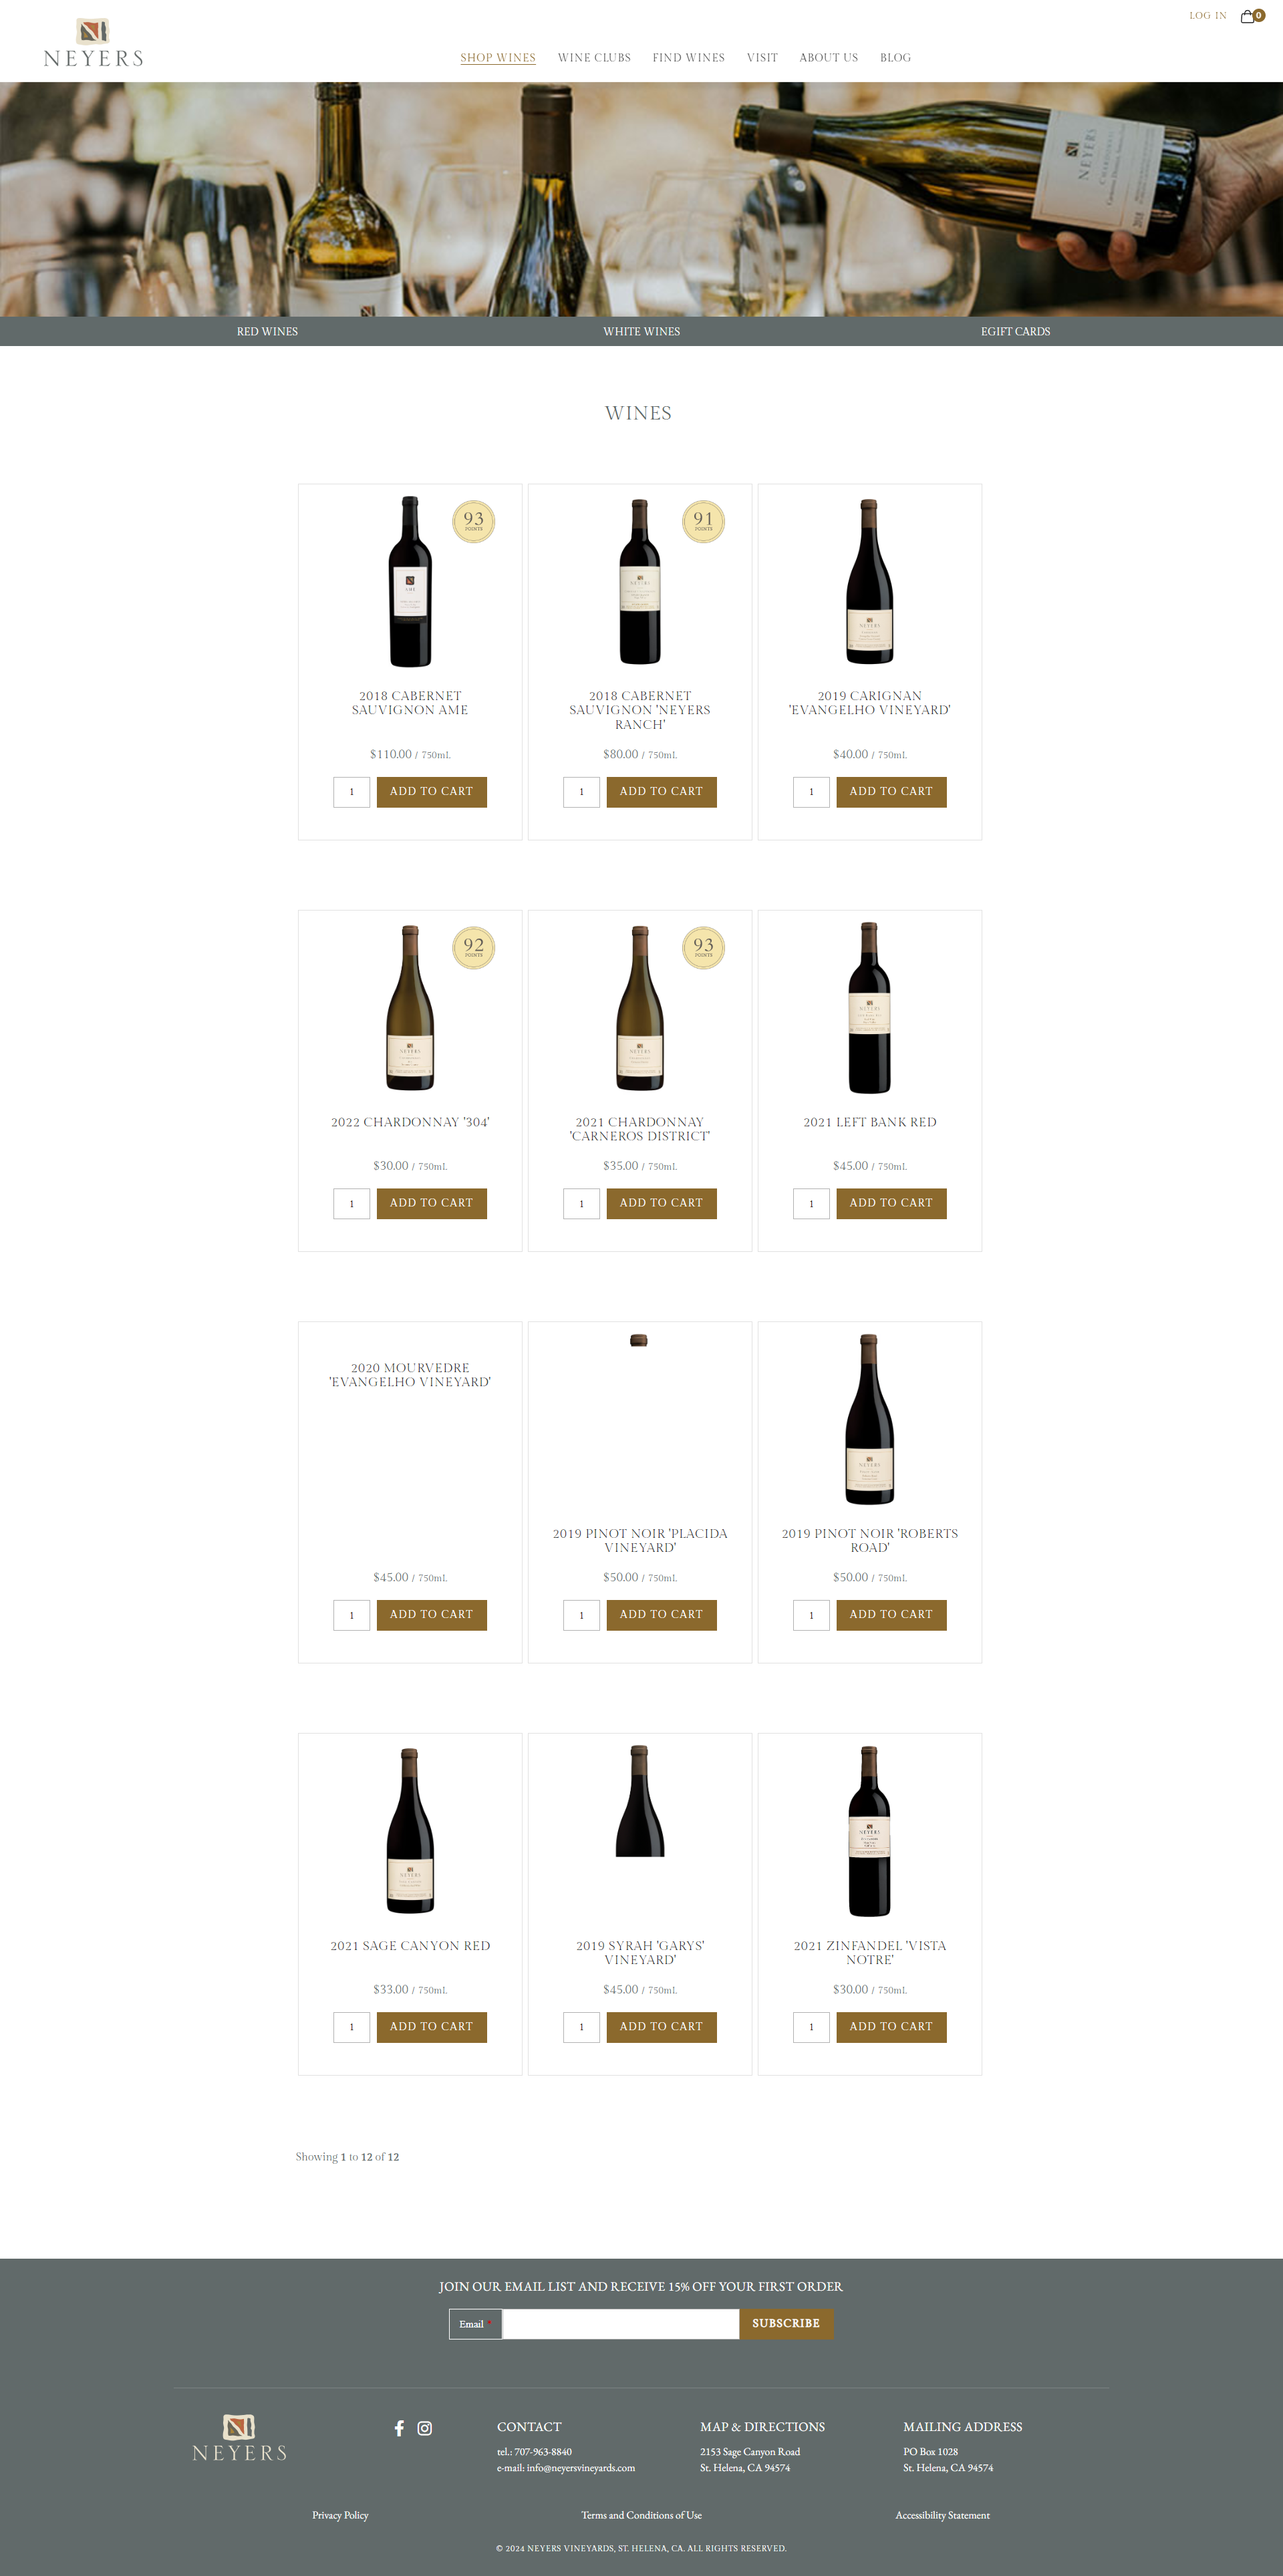 LOG IN
0
NEYERS
SHOP WINES
WINE CLUBS
FIND WINES
VISIT
ABOUT US
BLOG
NEYERS
2018
RED WINES
WHITE WINES
EGIFT CARDS
WINES
93
POINTS
91
POINTS
AME
NEYERS
NEYERS
2018 CABERNET
SAUVIGNON AME
2018 CABERNET
SAUVIGNON 'NEYERS
RANCH'
2019 CARIGNAN
'EVANGELHO VINEYARD'
$110.00 / 750mL
$80.00 / 750mL
$40.00 / 750mL
1
ADD TO CART
1
ADD TO CART
1
ADD TO CART
92
POINTS
93
POINTS
NEYERS
NEYERS
NEYERS
2022 CHARDONNAY '304'
2021 CHARDONNAY
'CARNEROS DISTRICT'
2021 LEFT BANK RED
$30.00 / 750mL
$35.00 / 750mL
$45.00 / 750mL
1
ADD TO CART
1
ADD TO CART
1
ADD TO CART
2020 MOURVEDRE
'EVANGELHO VINEYARD'
NEYERS
2019 PINOT NOIR 'PLACIDA
VINEYARD'
2019 PINOT NOIR 'ROBERTS
ROAD'
$45.00 / 750mL
$50.00 / 750mL
$50.00 / 750mL
1
ADD TO CART
1
ADD TO CART
1
ADD TO CART
NEYERS
NEYERS
2021 SAGE CANYON RED
2019 SYRAH 'GARYS'
VINEYARD'
2021 ZINFANDEL 'VISTA
NOTRE'
$33.00 / 750mL
$45.00 / 750mL
$30.00 / 750mL
1
ADD TO CART
1
ADD TO CART
1
ADD TO CART
Showing 1 to 12 of 12
JOIN OUR EMAIL LIST AND RECEIVE 15% OFF YOUR FIRST ORDER
Email *
SUBSCRIBE
NEYERS
CONTACT
tel.: 707-963-8840
e-mail: info@neyersvineyards.com
MAP & DIRECTIONS
2153 Sage Canyon Road
St. Helena, CA 94574
MAILING ADDRESS
PO Box 1028
St. Helena, CA 94574
Privacy Policy
Terms and Conditions of Use
Accessibility Statement
© 2024 NEYERS VINEYARDS, ST. HELENA, CA. ALL RIGHTS RESERVED.